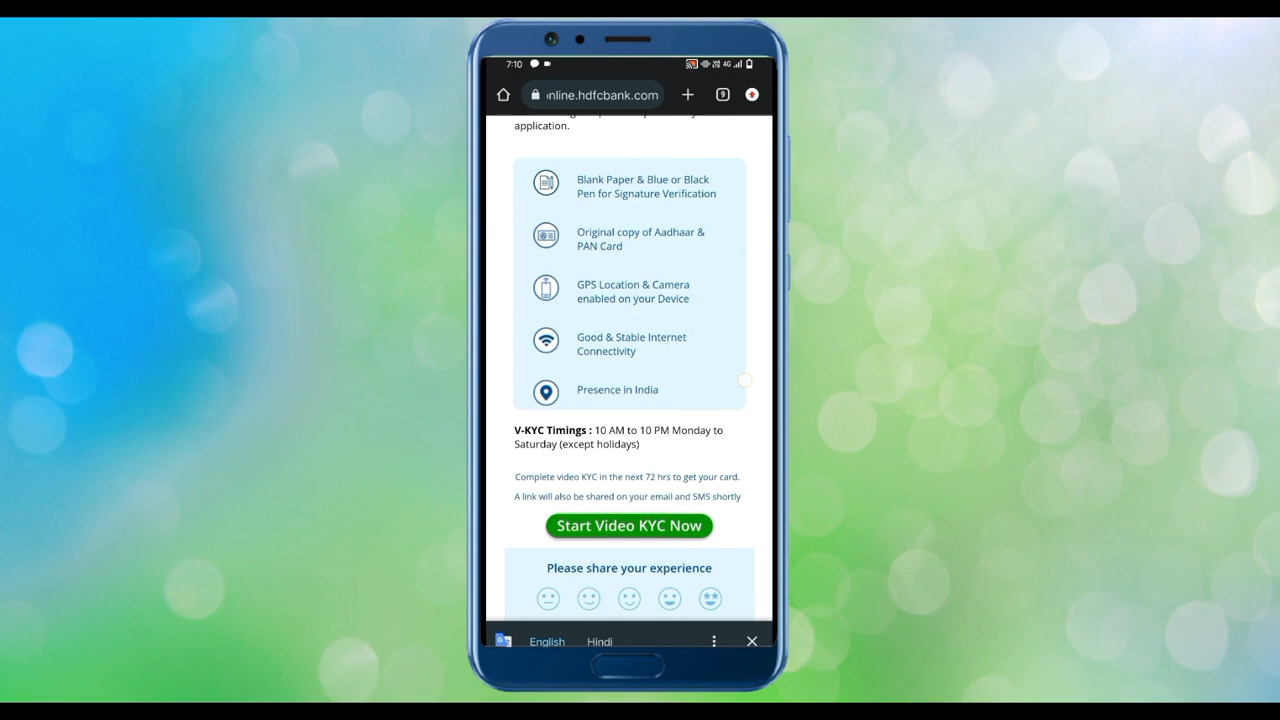 7:10
4G
nline.hdfcbank.com
9
application.
Blank Paper & Blue or Black
Pen for Signature Verification
Original copy of Aadhaar &
PAN Card
GPS Location & Camera
enabled on your Device
Good & Stable Internet
Connectivity
Presence in India
V-KYC Timings : 10 AM to 10 PM Monday to
Saturday (except holidays)
Complete video KYC in the next 72 hrs to get your card.
A link will also be shared on your email and SMS shortly
Start Video KYC Now
Please share your experience
English Hindi